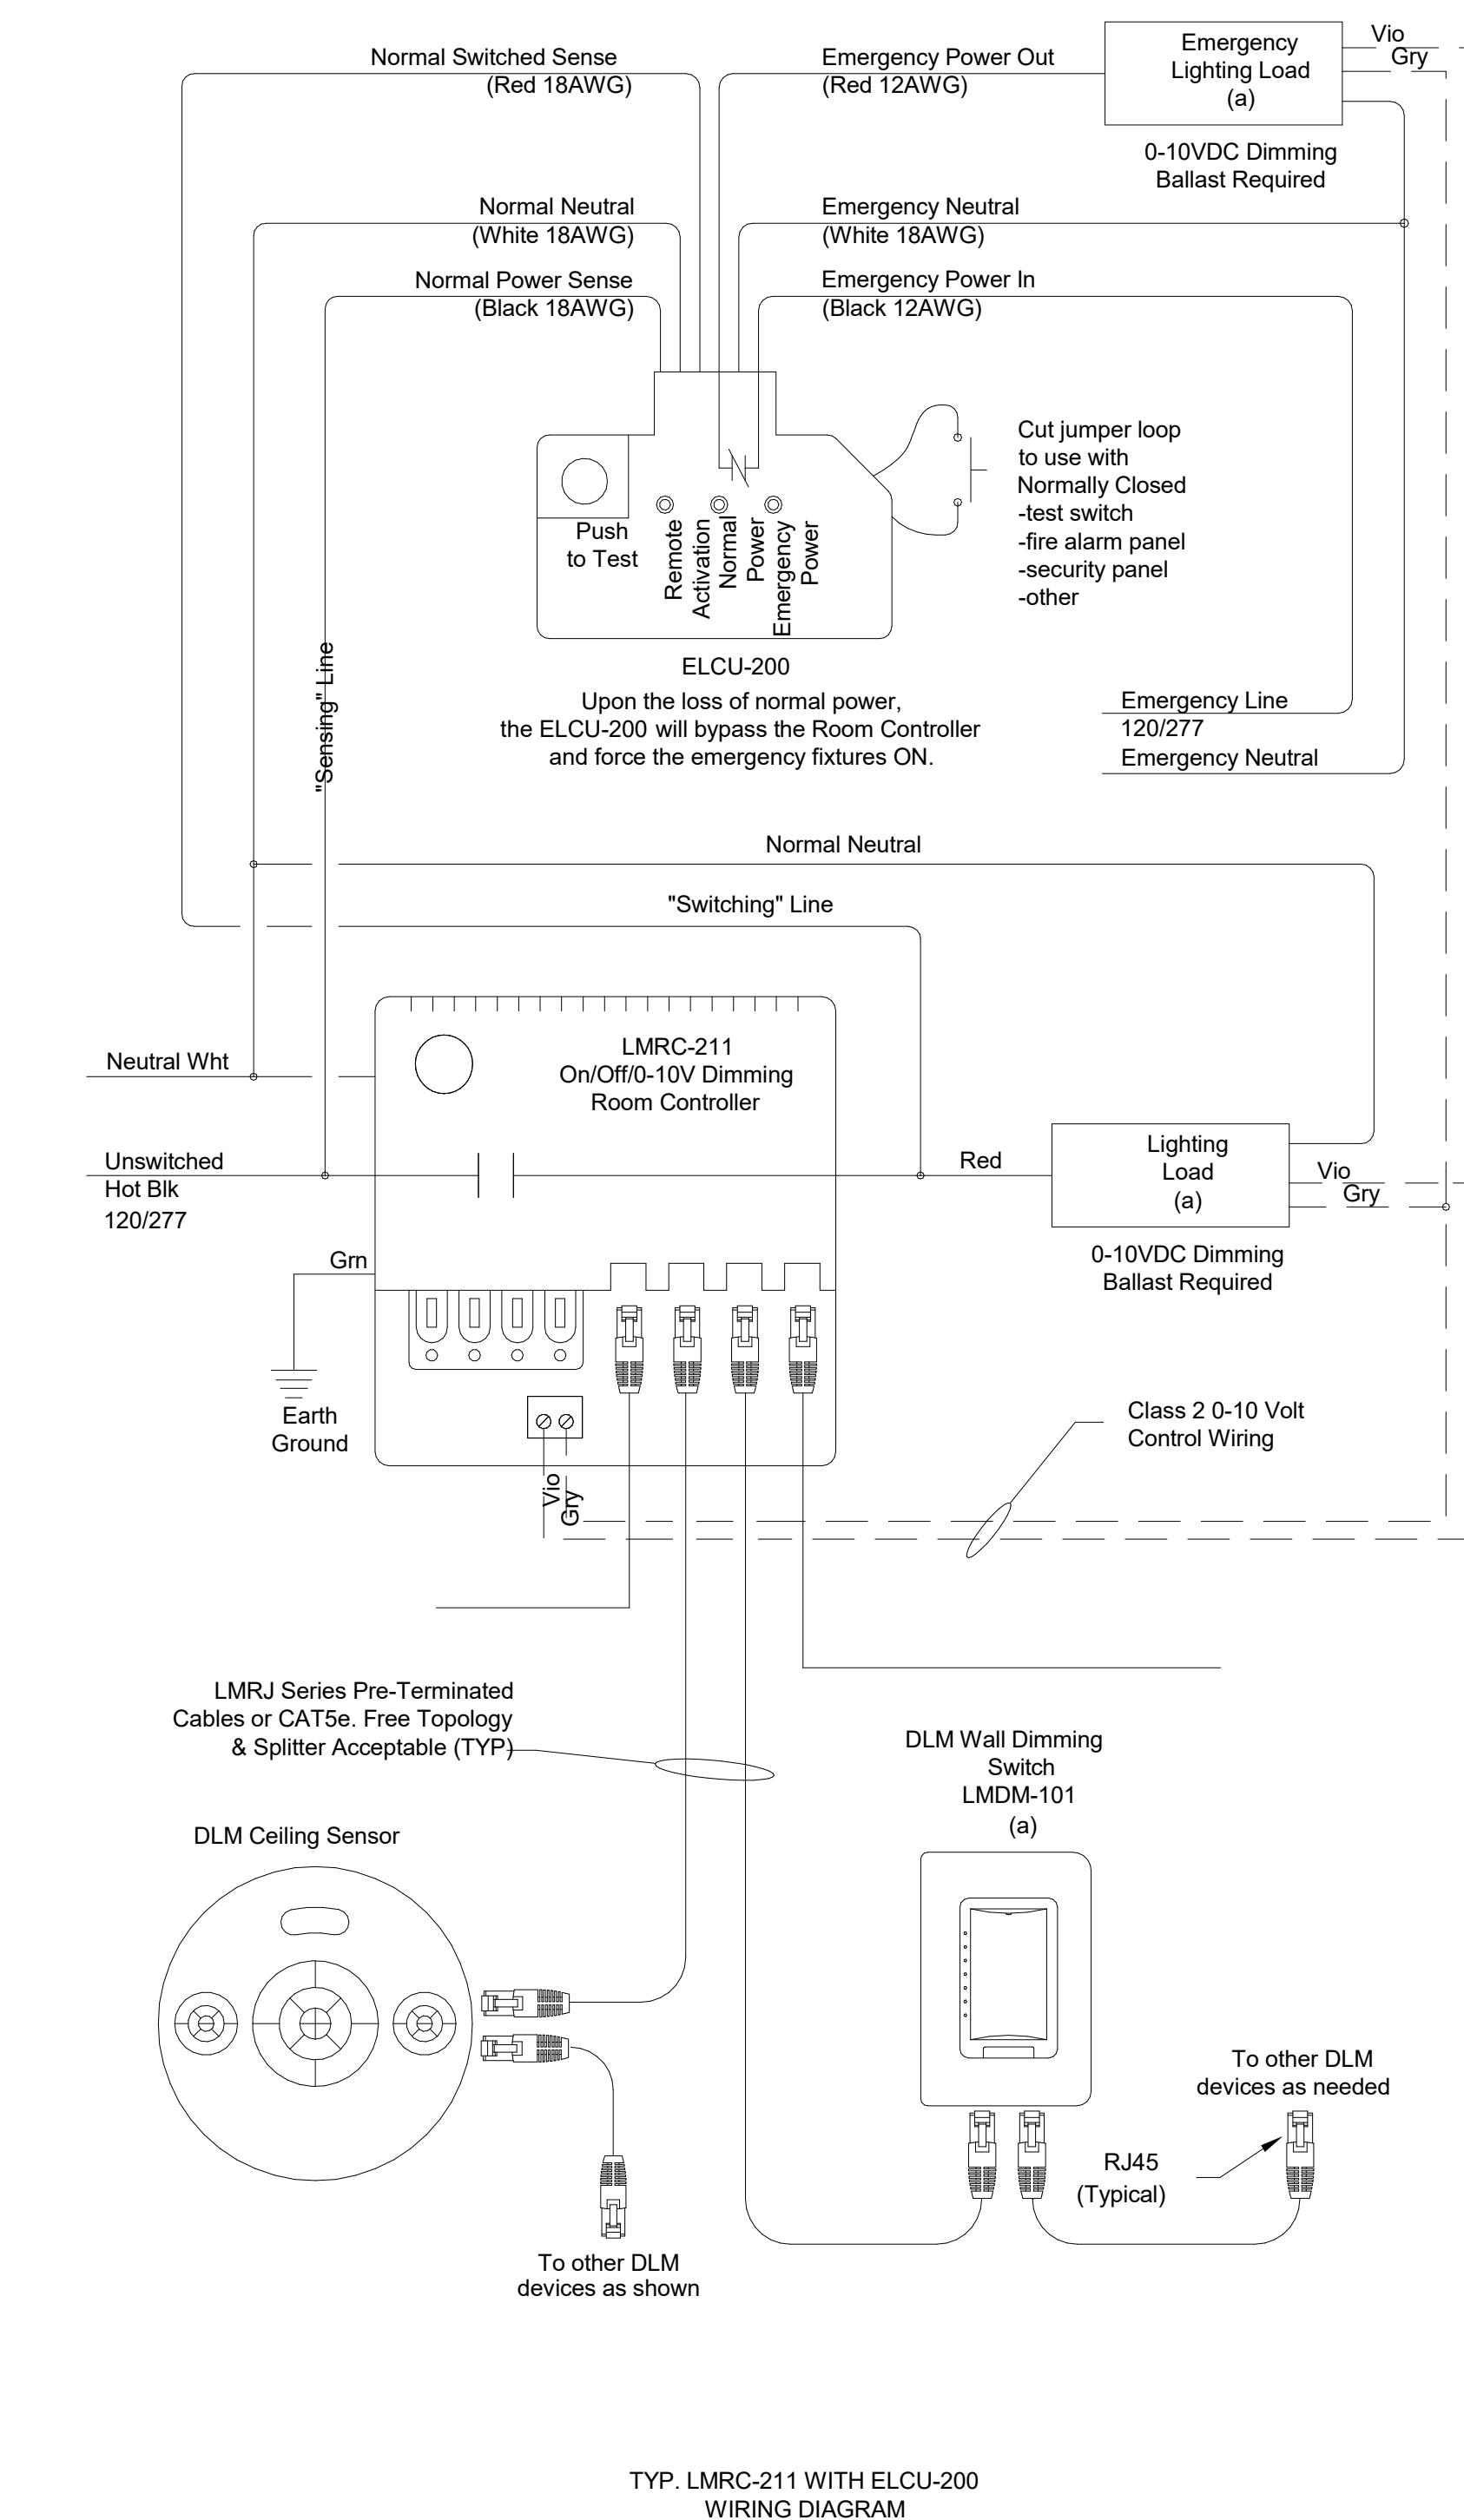 Normal Switched Sense
(Red 18AWG)
Emergency Power Out
(Red 12AWG)
Emergency
Lighting Load
(a)
Vio
Gry
0-10VDC Dimming
Ballast Required
Normal Neutral
(White 18AWG)
Emergency Neutral
(White 18AWG)
Normal Power Sense
(Black 18AWG)
Emergency Power In
(Black 12AWG)
Cut jumper loop
to use with
Normally Closed
-test switch
-fire alarm panel
-security panel
-other
Push
to Test
Remote
Activation
Normal
Power
Emergency
Power
ELCU-200
Upon the loss of normal power,
the ELCU-200 will bypass the Room Controller
and force the emergency fixtures ON.
"Sensing" Line
Emergency Line
120/277
Emergency Neutral
Normal Neutral
"Switching" Line
LMRC-211
On/Off/0-10V Dimming
Room Controller
Neutral Wht
Unswitched
Hot Blk
120/277
Red
Lighting
Load
(a)
Vio
Gry
0-10VDC Dimming
Ballast Required
Grn
Earth
Ground
Vio
Gry
Class 2 0-10 Volt
Control Wiring
LMRJ Series Pre-Terminated
Cables or CAT5e. Free Topology
& Splitter Acceptable (TYP)
DLM Wall Dimming
Switch
LMDM-101
(a)
DLM Ceiling Sensor
To other DLM
devices as needed
RJ45
(Typical)
To other DLM
devices as shown
TYP. LMRC-211 WITH ELCU-200
WIRING DIAGRAM